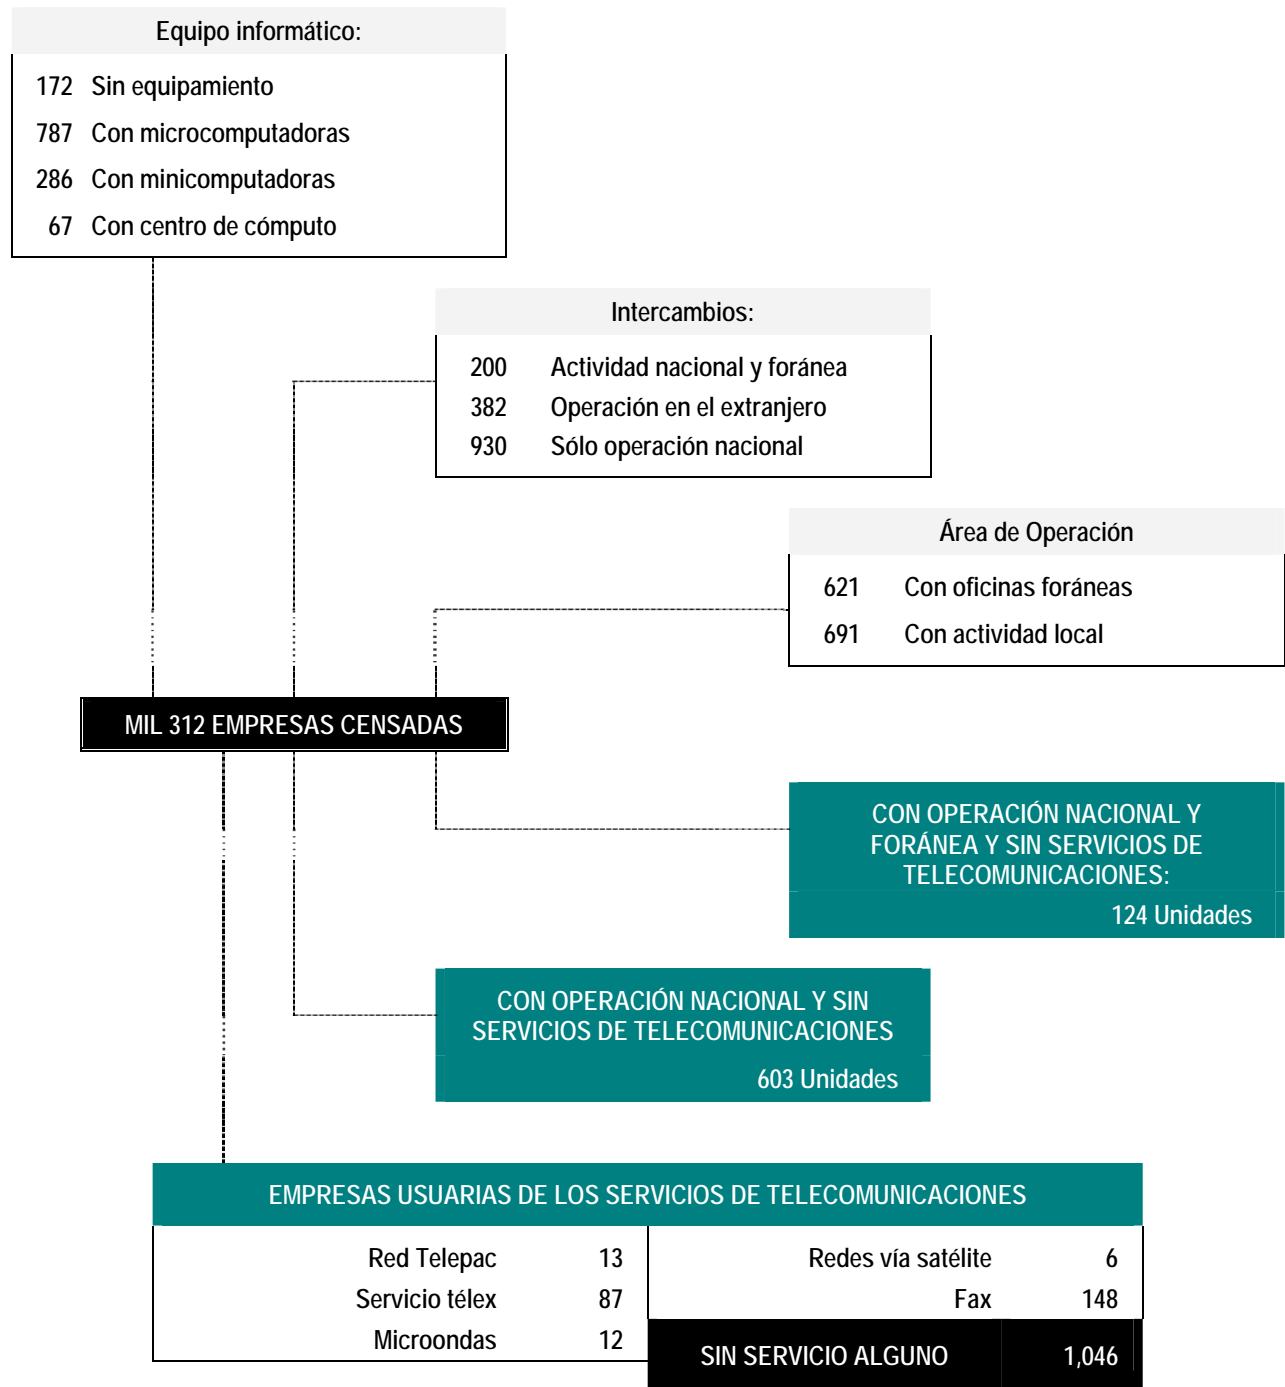 Equipo informático:
172 Sin equipamiento
787 Con microcomputadoras
286 Con minicomputadoras
67 Con centro de cómputo
Intercambios:
200 Actividad nacional y foránea
382 Operación en el extranjero
930 Sólo operación nacional
Área de Operación
621 Con oficinas foráneas
691 Con actividad local
MIL 312 EMPRESAS CENSADAS
CON OPERACIÓN NACIONAL Y
FORÁNEA Y SIN SERVICIOS DE
TELECOMUNICACIONES:
124 Unidades
CON OPERACIÓN NACIONAL Y SIN
SERVICIOS DE TELECOMUNICACIONES
603 Unidades
EMPRESAS USUARIAS DE LOS SERVICIOS DE TELECOMUNICACIONES
Red Telepac 13
Servicio télex 87
Microondas 12
Redes vía satélite 6
Fax 148
SIN SERVICIO ALGUNO 1,046